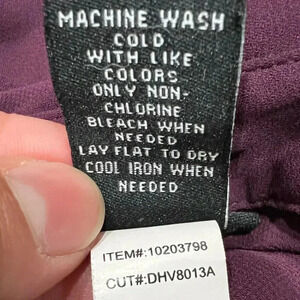 MACHINE WASH
COLD
WITH LIKE
COLORS
ONLY NON-
CHLORINE
BLEACH WHEN
NEEDED
LAY FLAT TO DRY
COOL IRON WHEN
NEEDED
ITEM#:10203798
CUT#:DHV8013A